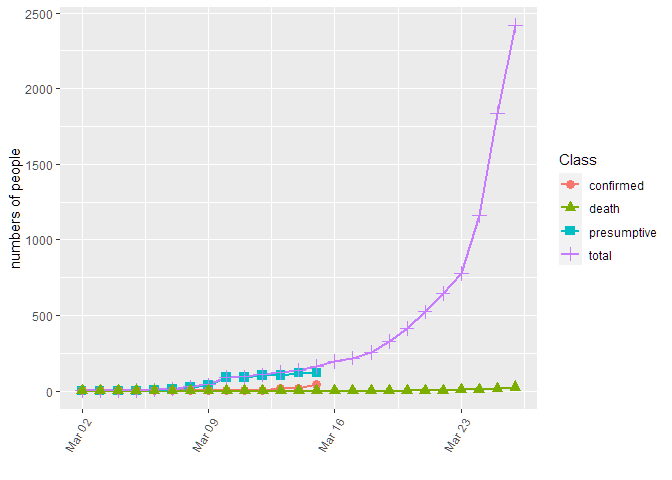 2500
2000
1500
1000
500
0
numbers of people
Mar 02
Mar 09
Mar 16
Mar 23
Class
confirmed
death
presumptive
total